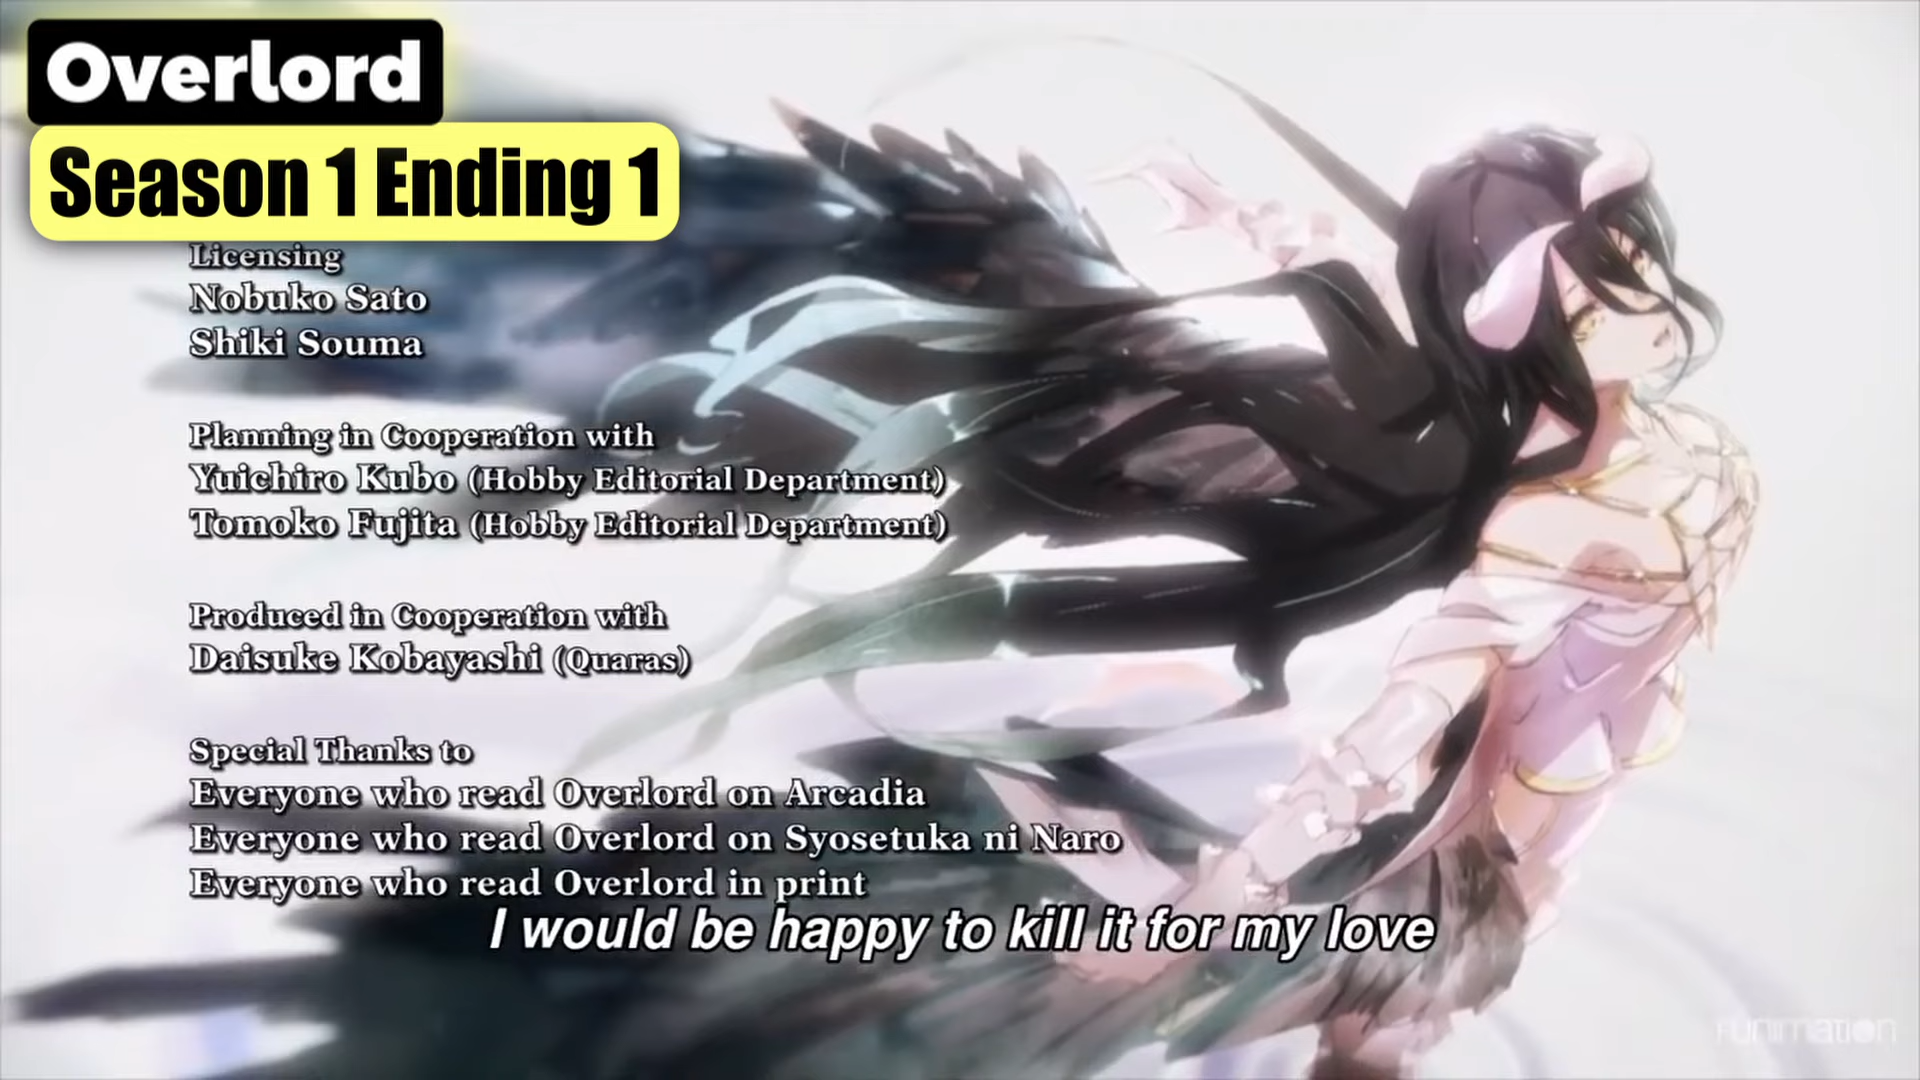 Overlord
Season 1 Ending 1
Licensing
Nobuko Sato
Shiki Souma
Planning in Cooperation with
Yuichiro Kubo (Hobby Editorial Department)
Tomoko Fujita (Hobby Editorial Department)
Produced in Cooperation with
Daisuke Kobayashi (Quaras)
Special Thanks to
Everyone who read Overlord on Arcadia
Everyone who read Overlord on Syosetuka ni Naro
Everyone who read Overlord in print
I would be happy to kill it for my love
FUNIMATION